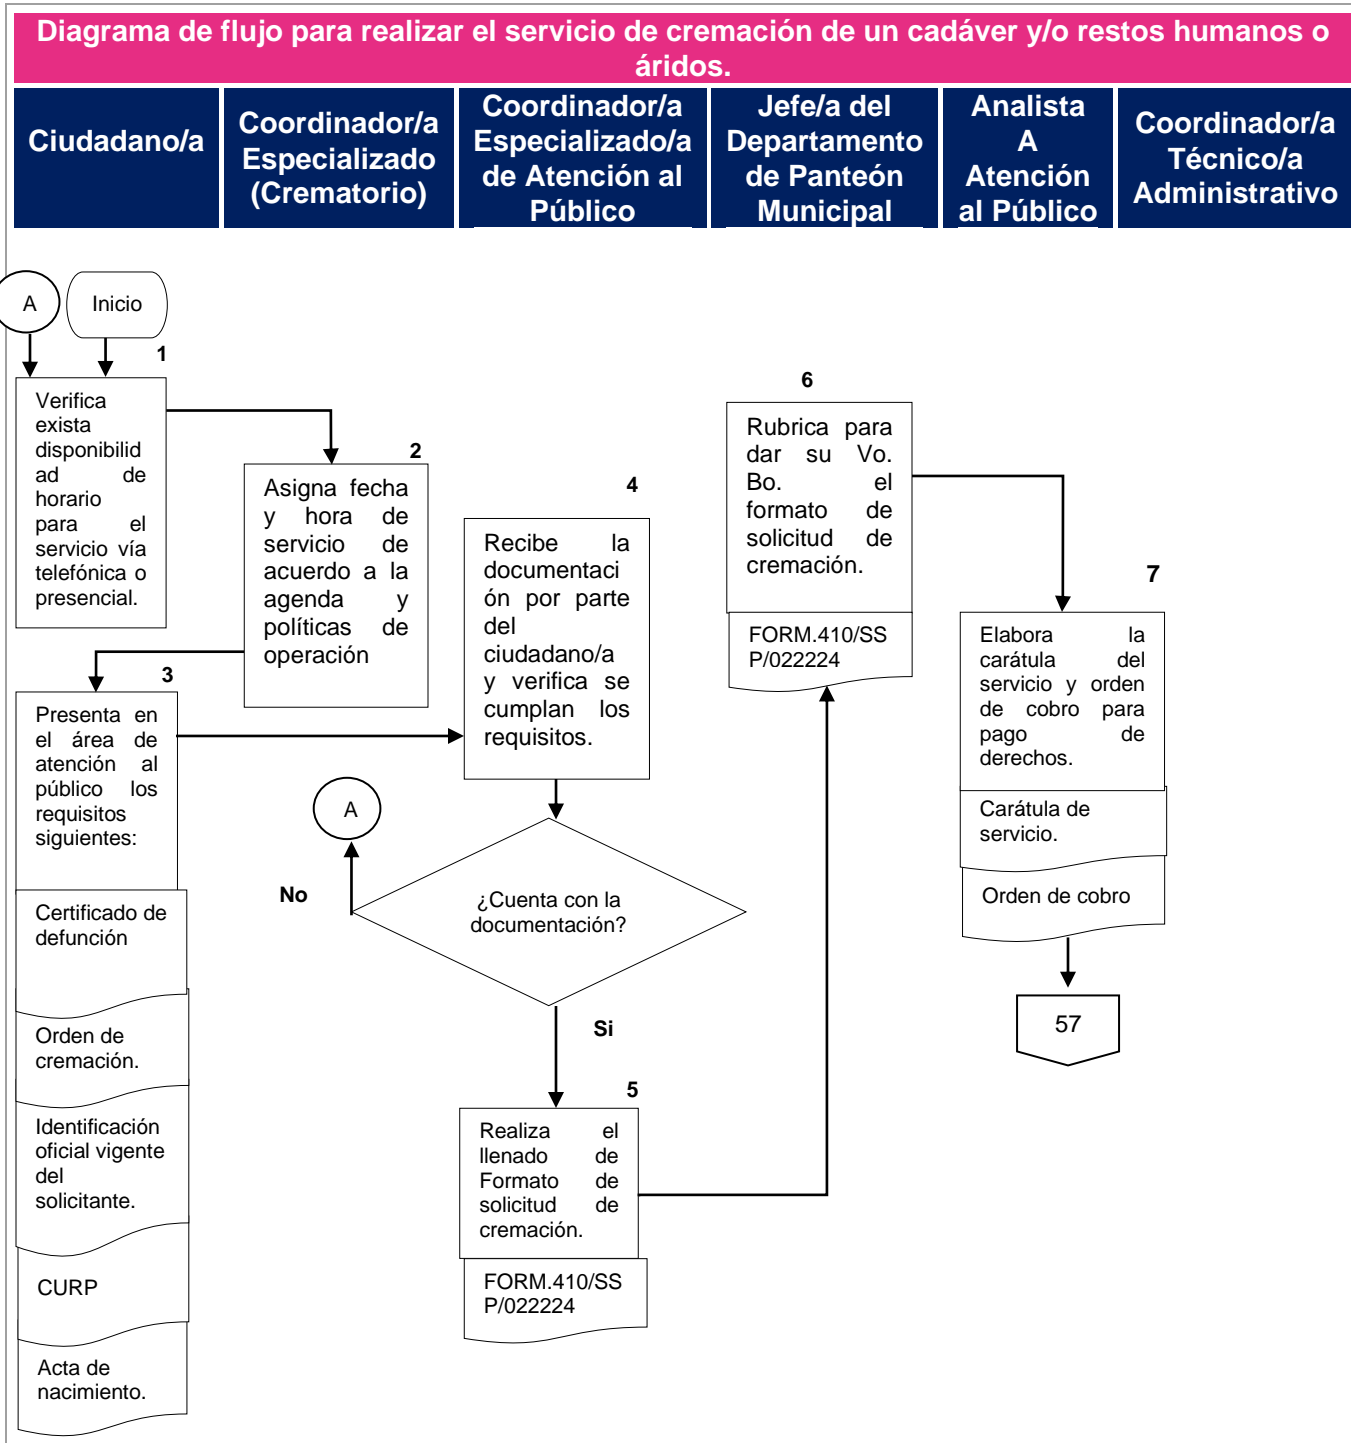 Diagrama de flujo para realizar el servicio de cremación de un cadáver y/o restos humanos o
áridos.
Ciudadano/a
Coordinador/a
Especializado
(Crematorio)
Coordinador/a
Especializado/a
de Atención al
Público
Jefe/a del
Departamento
de Panteón
Municipal
Analista
A
Atención
al Público
Coordinador/a
Técnico/a
Administrativo
A
Inicio
1
Verifica
exista
disponibilid
ad de
horario
para el
servicio vía
telefónica o
presencial.
2
Asigna fecha
y hora de
servicio de
acuerdo a la
agenda y
políticas de
operación
3
Presenta en
el área de
atención al
público los
requisitos
siguientes:
Certificado de
defunción
Orden de
cremación.
Identificación
oficial vigente
del
solicitante.
CURP
Acta de
nacimiento.
4
Recibe la
documentaci
ón por parte
del
ciudadano/a
y verifica se
cumplan los
requisitos.
A
No
¿Cuenta con la
documentación?
Si
5
Realiza el
llenado de
Formato de
solicitud de
cremación.
FORM.410/SS
P/022224
6
Rubrica para
dar su Vo.
Bo. el
formato de
solicitud de
cremación.
FORM.410/SS
P/022224
7
Elabora la
carátula del
servicio y orden
de cobro para
pago de
derechos.
Carátula de
servicio.
Orden de cobro
57